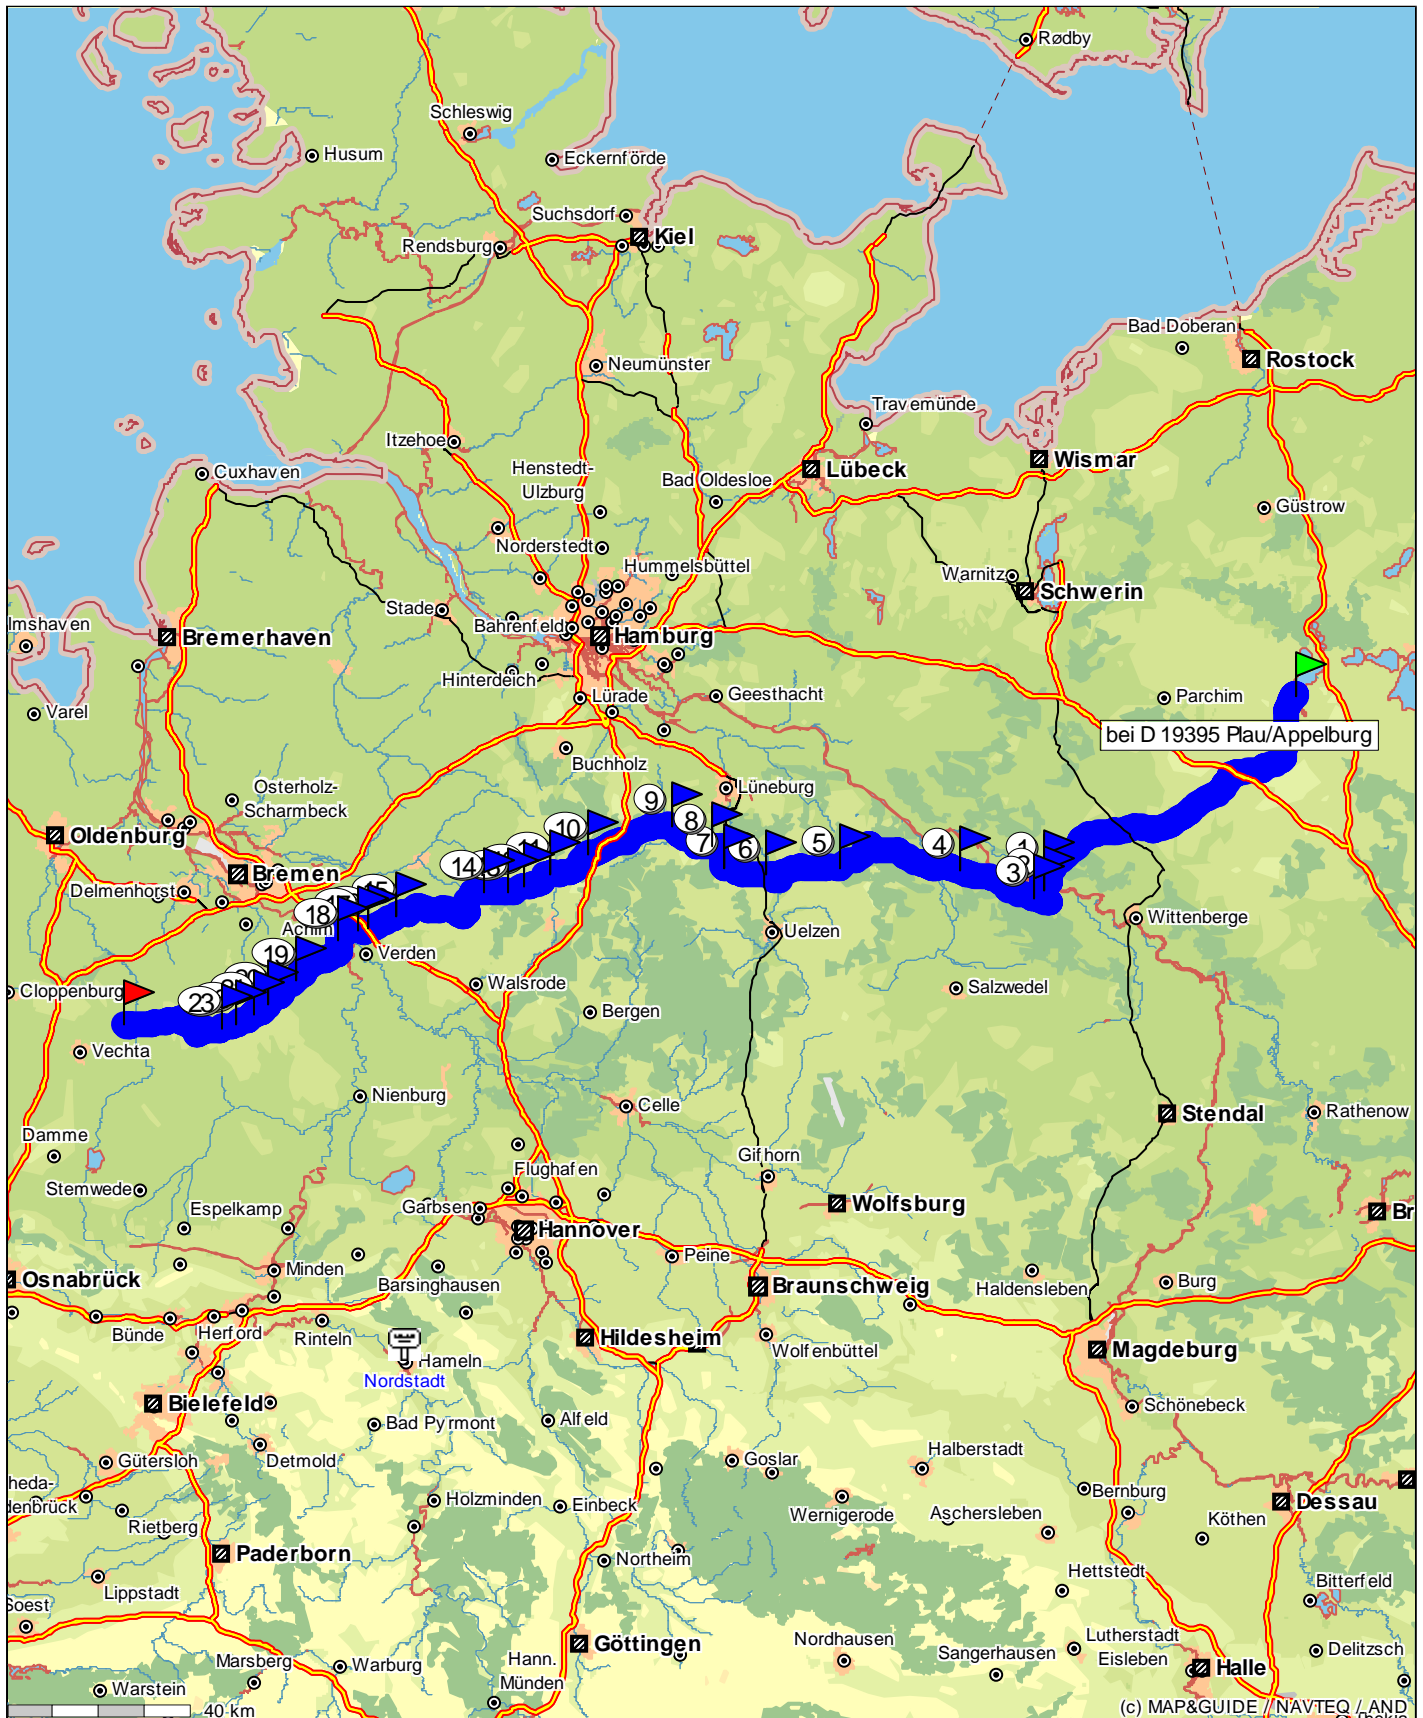 Rødby
Schleswig
Husum
Eckernförde
Suchsdorf
Kiel
Rendsburg
Bad Doberan
Rostock
Neumünster
Travemünde
Itzehoe
Wismar
Henstedt-
Ulzburg
Lübeck
Cuxhaven
Bad Oldesloe
Güstrow
Norderstedt
Hummelsbüttel
Warnitz
Schwerin
Stade
lmshaven
Bremerhaven
Bahrenfeld
Hamburg
Hinterdeich
Lürade
Geesthacht
Parchim
Varel
bei D 19395 Plau/Appelburg
Buchholz
Osterholz-
Scharmbeck
Lüneburg
9
8
10
7
6
5
4
1
3
Oldenburg
14
Bremen
Delmenhorst
15
18
Achim
Wittenberge
Uelzen
19
Verden
Walsrode
Salzwedel
Cloppenburg
23
Bergen
Vechta
Nienburg
Celle
Stendal
Rathenow
Damme
Flughafen
Gifhorn
Stemwede
Garbsen
Wolfsburg
Espelkamp
Hannover
Br
Peine
Osnabrück
Minden
Barsinghausen
Braunschweig
Haldensleben
Burg
Bünde
Herford
Rinteln
Hildesheim
Wolfenbüttel
Magdeburg
Hameln
Nordstadt
Bielefeld
Bad Pyrmont
Alfeld
Schönebeck
Gütersloh
Detmold
Goslar
Halberstadt
heda-
denbrück
Holzminden
Einbeck
Wernigerode
Aschersleben
Bernburg
Dessau
Rietberg
Köthen
Paderborn
Northeim
Hettstedt
Lippstadt
Bitterfeld
Soest
Göttingen
Nordhausen
Lutherstadt
Eisleben
Delitzsch
Marsberg
Warburg
Hann.
Münden
Sangerhausen
Halle
Warstein
40 km
(c) MAP&GUIDE / NAVTEQ / AND